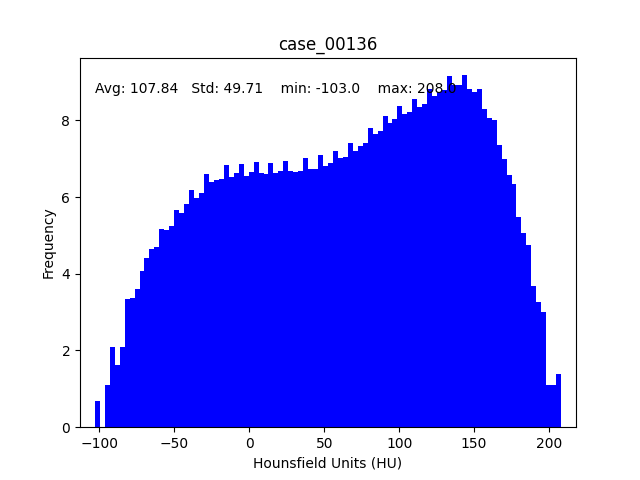 case_00136
Avg: 107.84 Std: 49.71 min: -103.0 max: 208.0
Frequency
8
6
4
2
0
−100 −50 0 50 100 150 200
Hounsfield Units (HU)